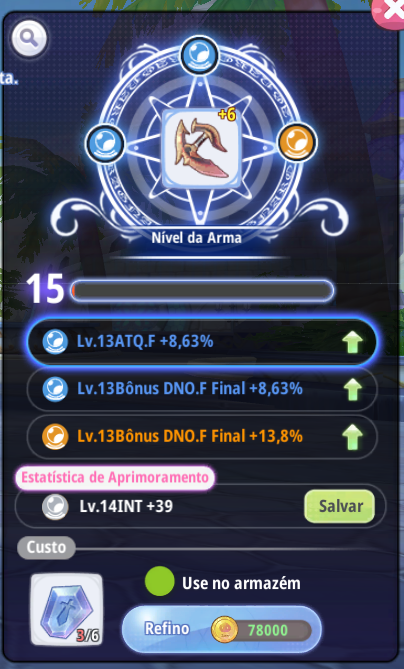 ta.
+6
Nível da Arma
15
Lv.13ATQ.F +8,63%
Lv.13Bônus DNO.F Final +8,63%
Lv.13Bônus DNO.F Final +13,8%
Estatística de Aprimoramento
Lv.14INT +39
Salvar
Custo
Use no armazém
3/6
Refino 78000